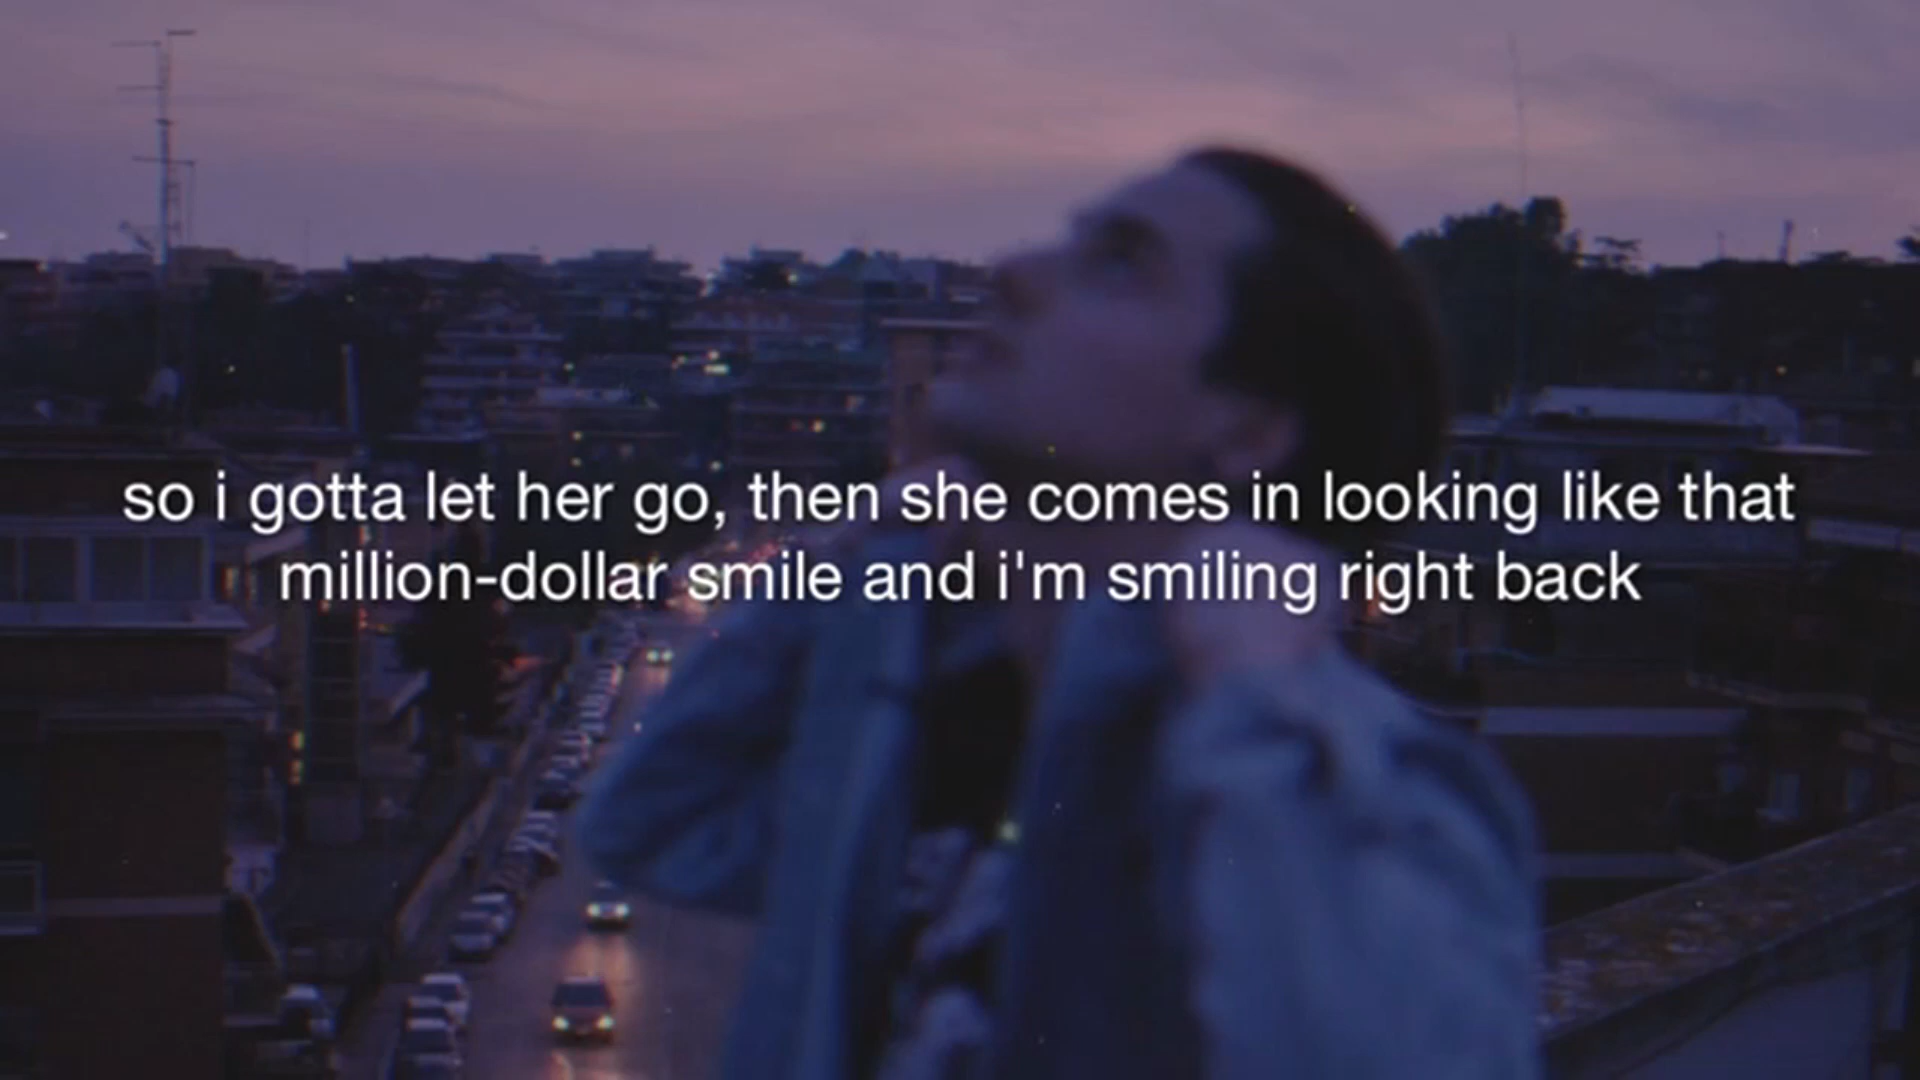 so i gotta let her go, then she comes in looking like that
million-dollar smile and i'm smiling right back